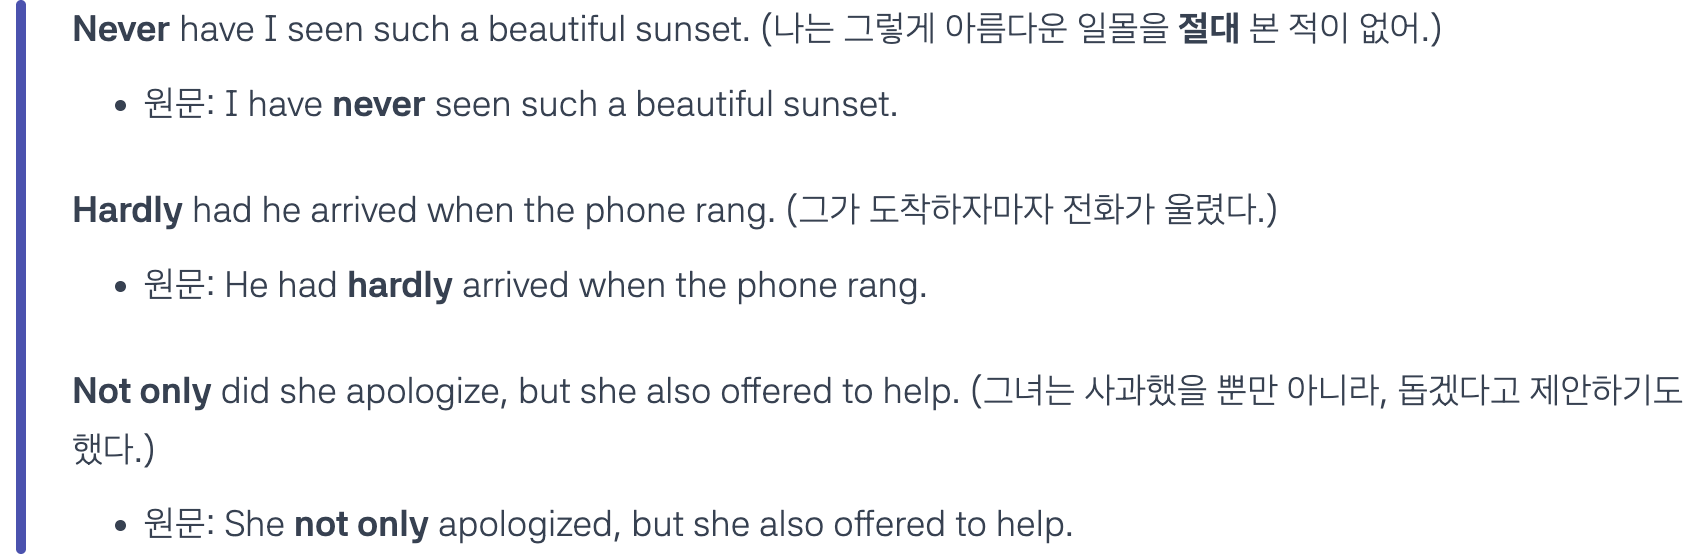 Never have I seen such a beautiful sunset. (나는 그렇게 아름다운 일몰을 절대 본 적이 없어.)
• 원문: I have never seen such a beautiful sunset.
Hardly had he arrived when the phone rang. (그가 도착하자마자 전화가 울렸다.)
• 원문: He had hardly arrived when the phone rang.
Not only did she apologize, but she also offered to help. (그녀는 사과했을 뿐만 아니라, 돕겠다고 제안하기도
했다.)
• 원문: She not only apologized, but she also offered to help.